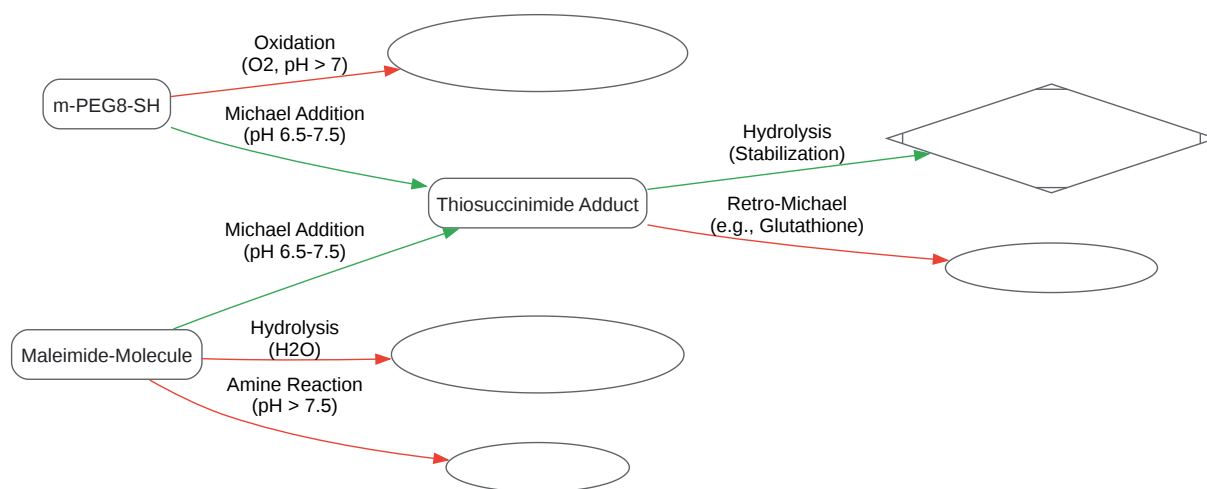 Oxidation
(O2, pH > 7)
m-PEG8-SH
Michael Addition
(pH 6.5-7.5)
Hydrolysis
(Stabilization)
Thiosuccinimide Adduct
Retro-Michael
(e.g., Glutathione)
Michael Addition
(pH 6.5-7.5)
Maleimide-Molecule
Hydrolysis
(H2O)
Amine Reaction
(pH > 7.5)